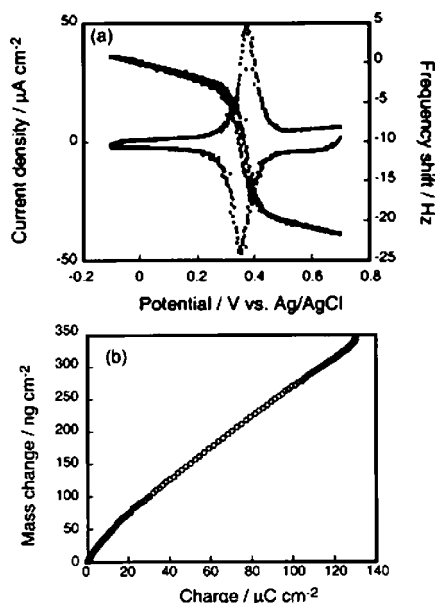 (a)
50
0
-50
Current density / μA cm-2
5
0
-5
-10
-15
-20
-25
Frequency shift / Hz
-0.2 0 0.2 0.4 0.6 0.8
Potential / V vs. Ag/AgCl
(b)
350
300
250
200
150
100
50
0
Mass change / ng cm-2
0 20 40 60 80 100 120 140
Charge / μC cm-2